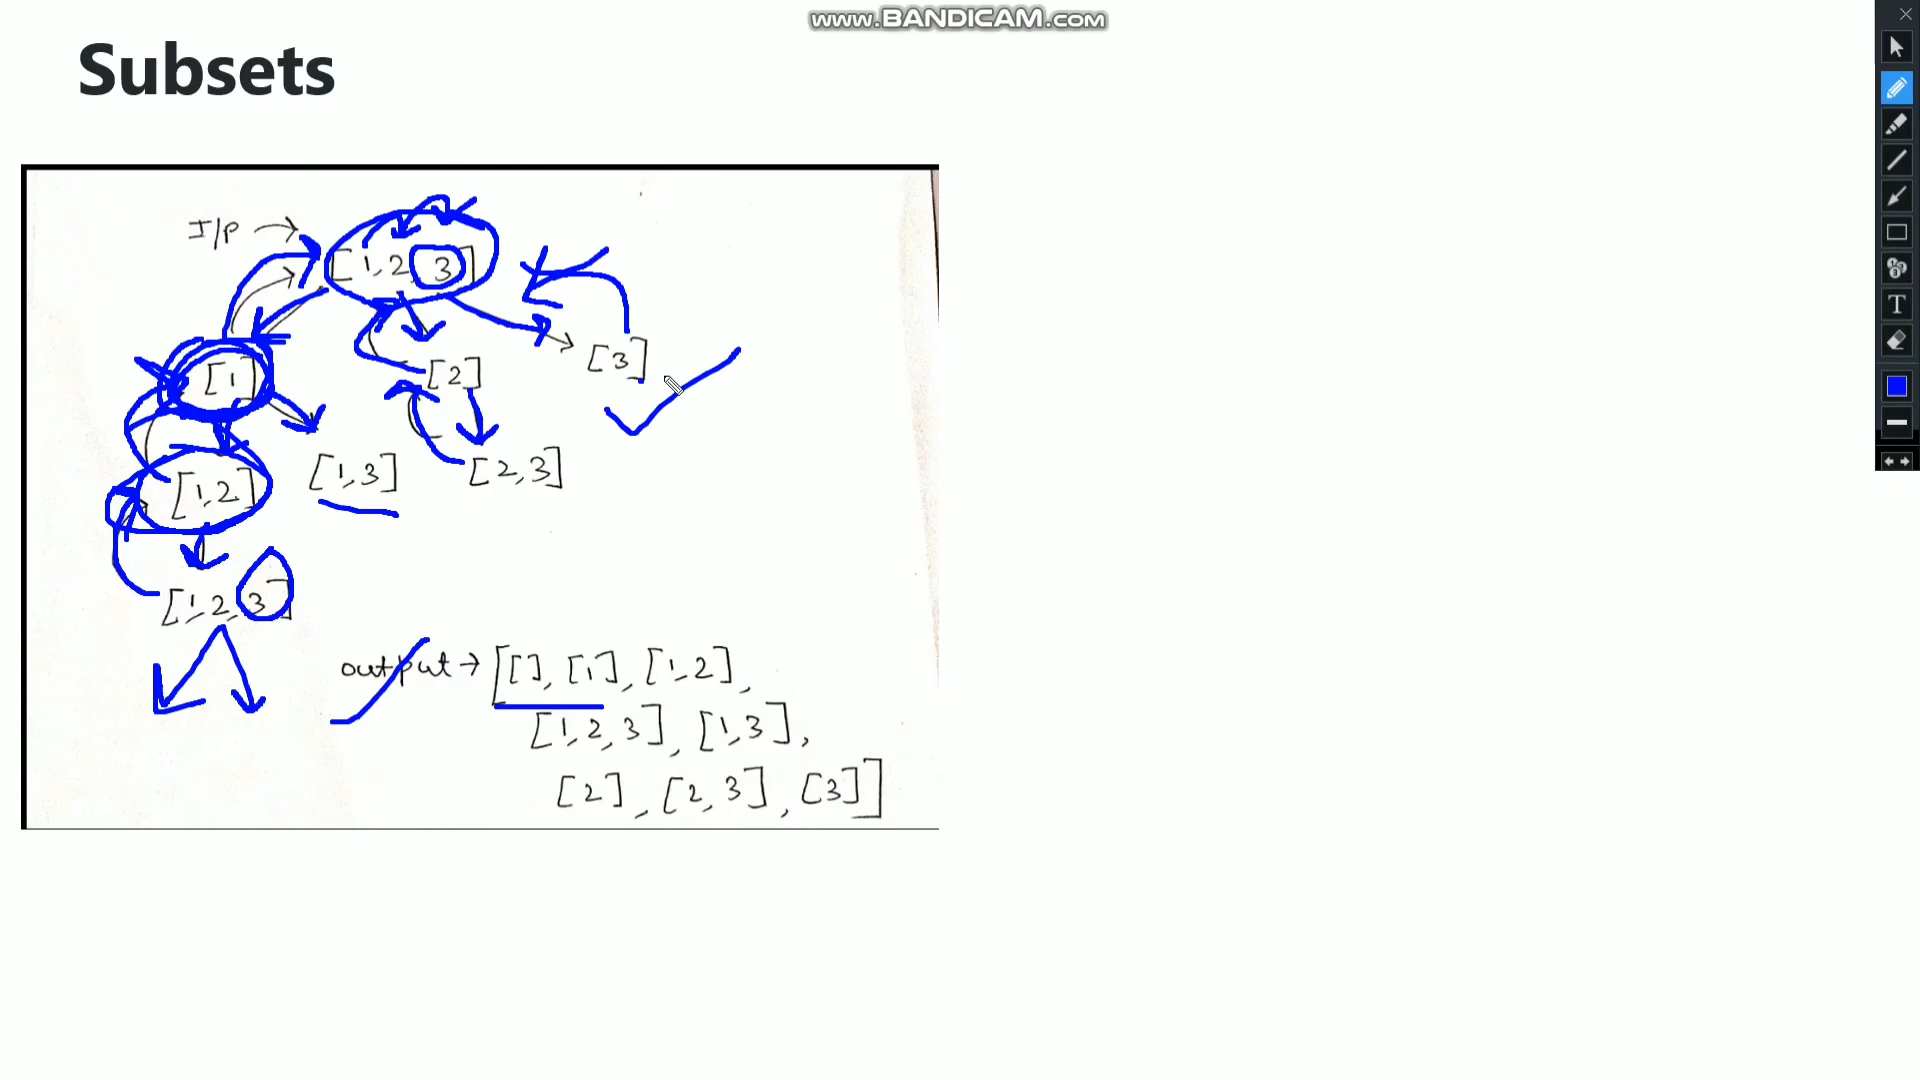 www.BANDICAM.com
Subsets
I/P → [1,2,3]
[1] [2] [3]
[1,2] [1,3] [2,3]
[1,2,3]
output → [[], [1], [1,2],
[1,2,3], [1,3],
[2], [2,3], [3]]
T